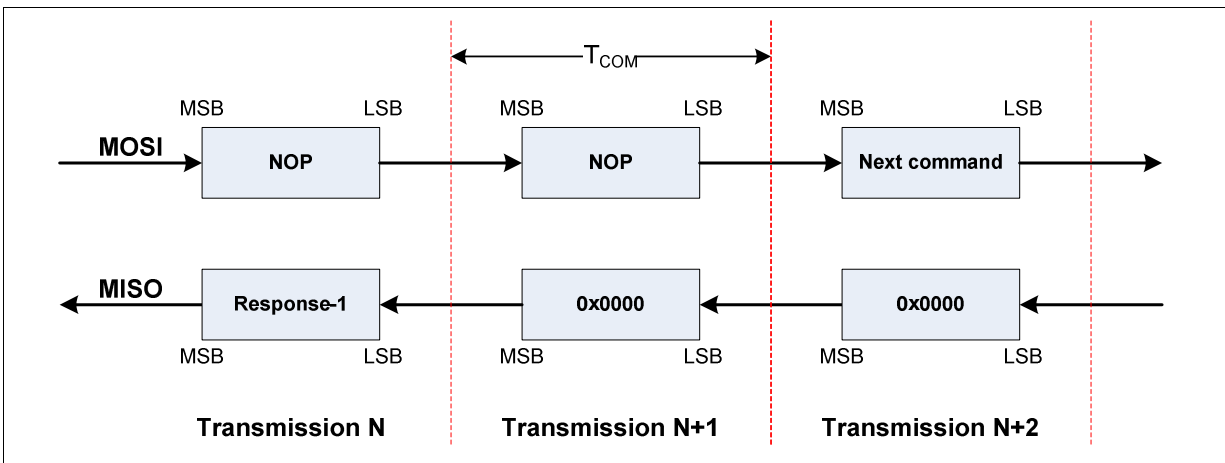 T_COM
MSB LSB MSB LSB MSB LSB
MOSI NOP NOP Next command
MISO Response-1 0x0000 0x0000
MSB LSB MSB LSB MSB LSB
Transmission N Transmission N+1 Transmission N+2